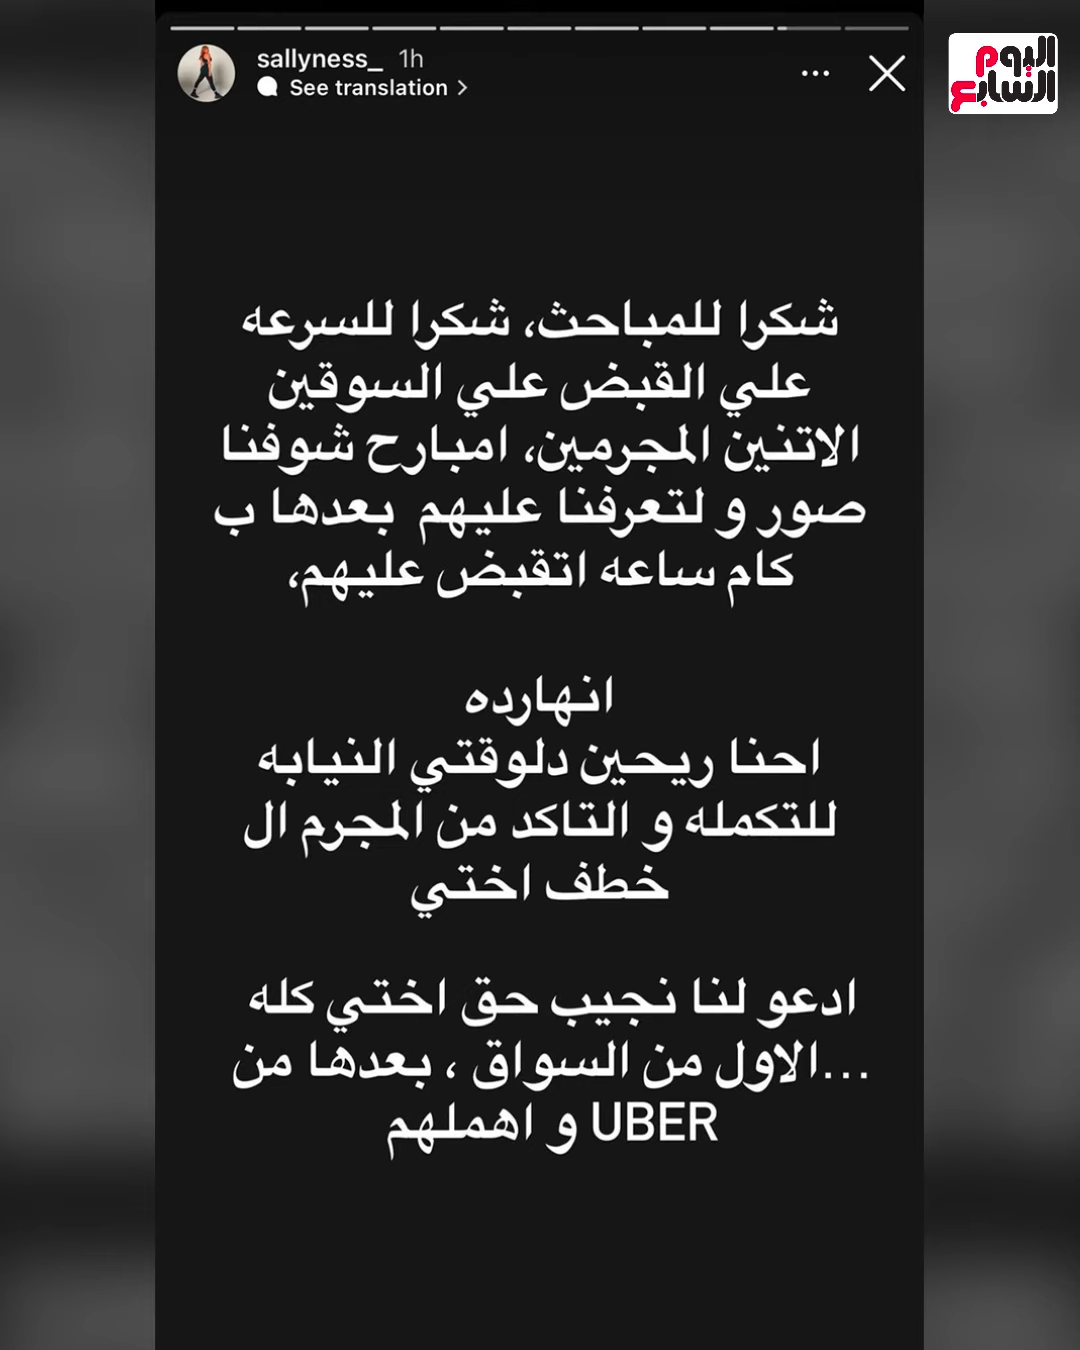 sallyness_ 1h
See translation >
اليوم
السابع
شكرا للمباحث، شكرا للسرعه
علي القبض علي السوقين
الاتنين المجرمين، امبارح شوفنا
صور و لتعرفنا عليهم بعدها ب
كام ساعه اتقبض عليهم،
انهارده
احنا ريحين دلوقتي النيابه
للتكمله و التاكد من المجرم ال
خطف اختي
ادعو لنا نجيب حق اختي كله
...الاول من السواق ، بعدها من
UBER و اهملهم